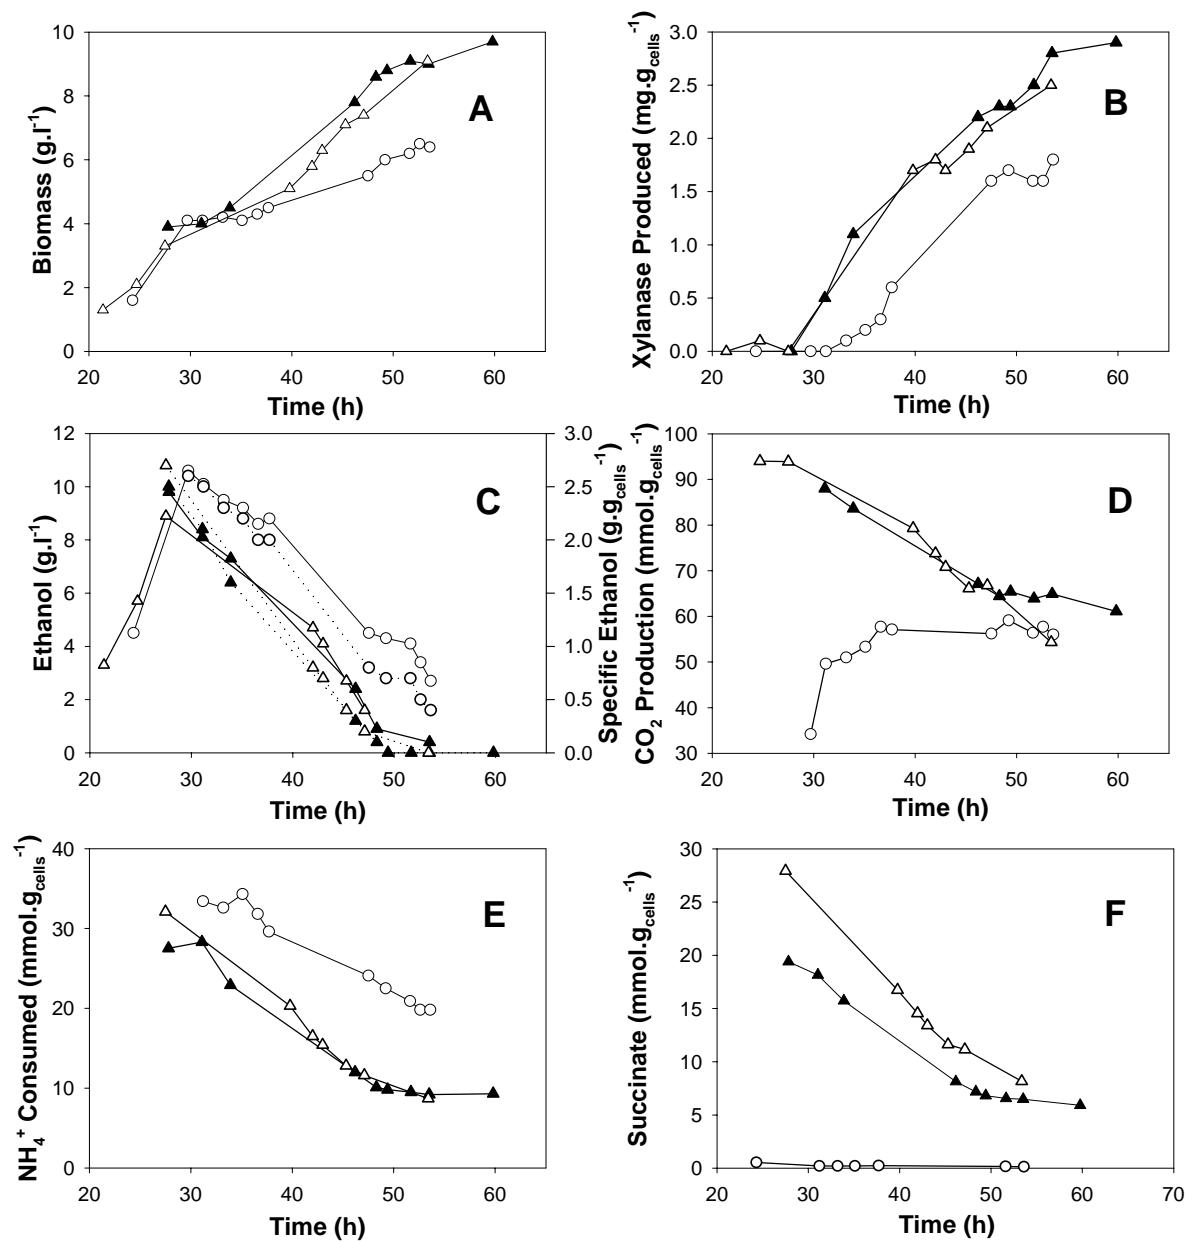 A
Biomass (g.l⁻¹)
10
8
6
4
2
0
20 30 40 50 60
Time (h)
B
Xylanase Produced (mg.g_cells⁻¹)
3.0
2.5
2.0
1.5
1.0
0.5
0.0
20 30 40 50 60
Time (h)
C
Ethanol (g.l⁻¹)
12
10
8
6
4
2
0
Specific Ethanol (g.g_cells⁻¹)
3.0
2.5
2.0
1.5
1.0
0.5
0.0
20 30 40 50 60
Time (h)
D
CO₂ Production (mmol.g_cells⁻¹)
100
90
80
70
60
50
40
30
20 30 40 50 60
Time (h)
E
NH₄⁺ Consumed (mmol.g_cells⁻¹)
40
30
20
10
0
20 30 40 50 60
Time (h)
F
Succinate (mmol.g_cells⁻¹)
30
25
20
15
10
5
0
20 30 40 50 60 70
Time (h)